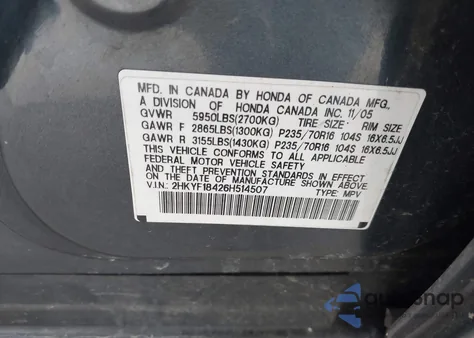 MFD. IN CANADA BY HONDA OF CANADA MFG.,
A DIVISION OF HONDA CANADA INC. 11/05
GVWR 5950LBS(2700KG) TIRE SIZE: RIM SIZE
GAWR F 2865LBS(1300KG) P235/70R16 104S 16X6.5JJ
GAWR R 3155LBS(1430KG) P235/70R16 104S 16X6.5JJ
THIS VEHICLE CONFORMS TO ALL APPLICABLE
FEDERAL MOTOR VEHICLE SAFETY
AND THEFT PREVENTION STANDARDS IN EFFECT
ON THE DATE OF MANUFACTURE SHOWN ABOVE.
V.I.N: 2HKYF18426H514507 TYPE: MPV
autosnap